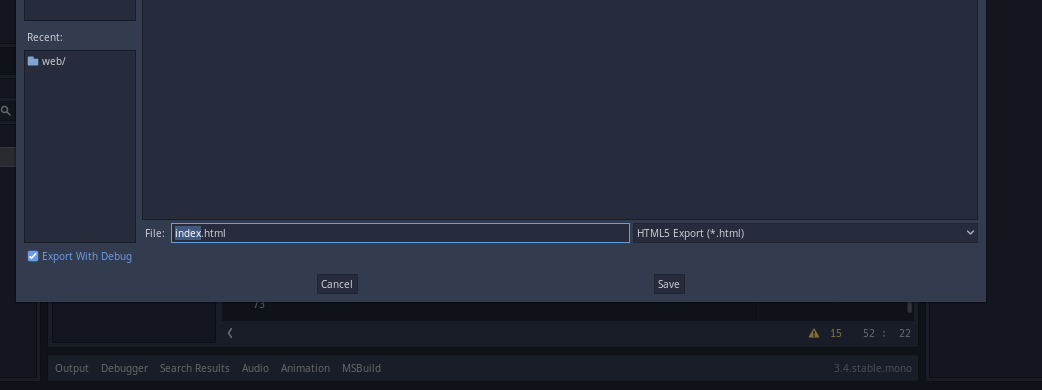 Recent:
web/
File: index.html HTML5 Export (*.html)
Export With Debug
Cancel Save
73
15 52 : 22
Output Debugger Search Results Audio Animation MSBuild 3.4.stable.mono